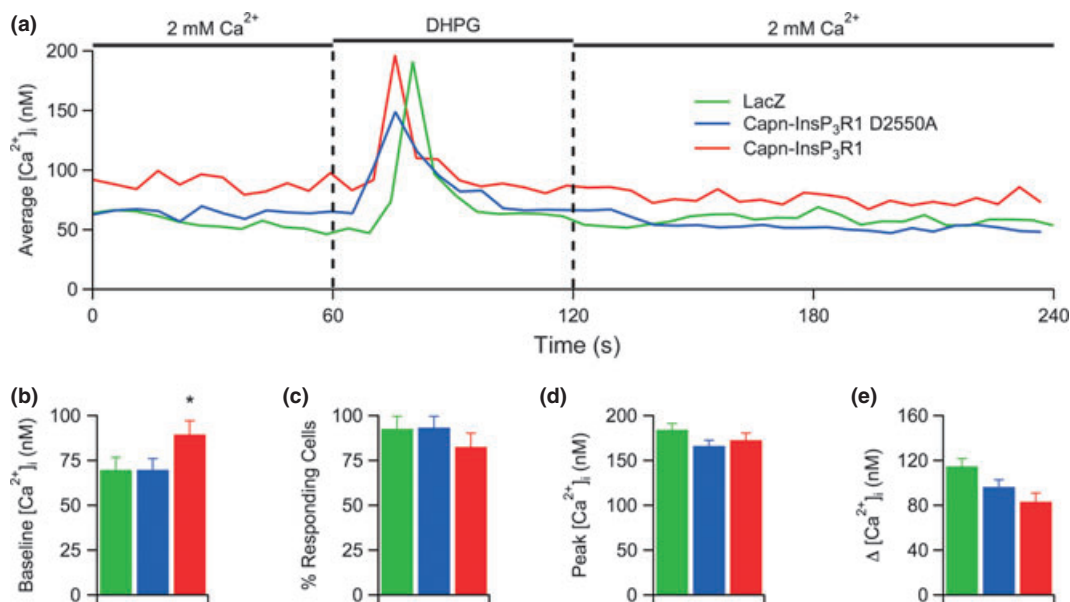 (a)
2 mM Ca²⁺ DHPG 2 mM Ca²⁺
Average [Ca²⁺]ᵢ (nM)
200
150
100
50
0
LacZ
Capn-InsP₃R1 D2550A
Capn-InsP₃R1
0 60 120 180 240
Time (s)
(b)
Baseline [Ca²⁺]ᵢ (nM)
100
75
50
25
0
*
(c)
% Responding Cells
100
75
50
25
0
(d)
Peak [Ca²⁺]ᵢ (nM)
200
150
100
50
0
(e)
Δ [Ca²⁺]ᵢ (nM)
160
120
80
40
0